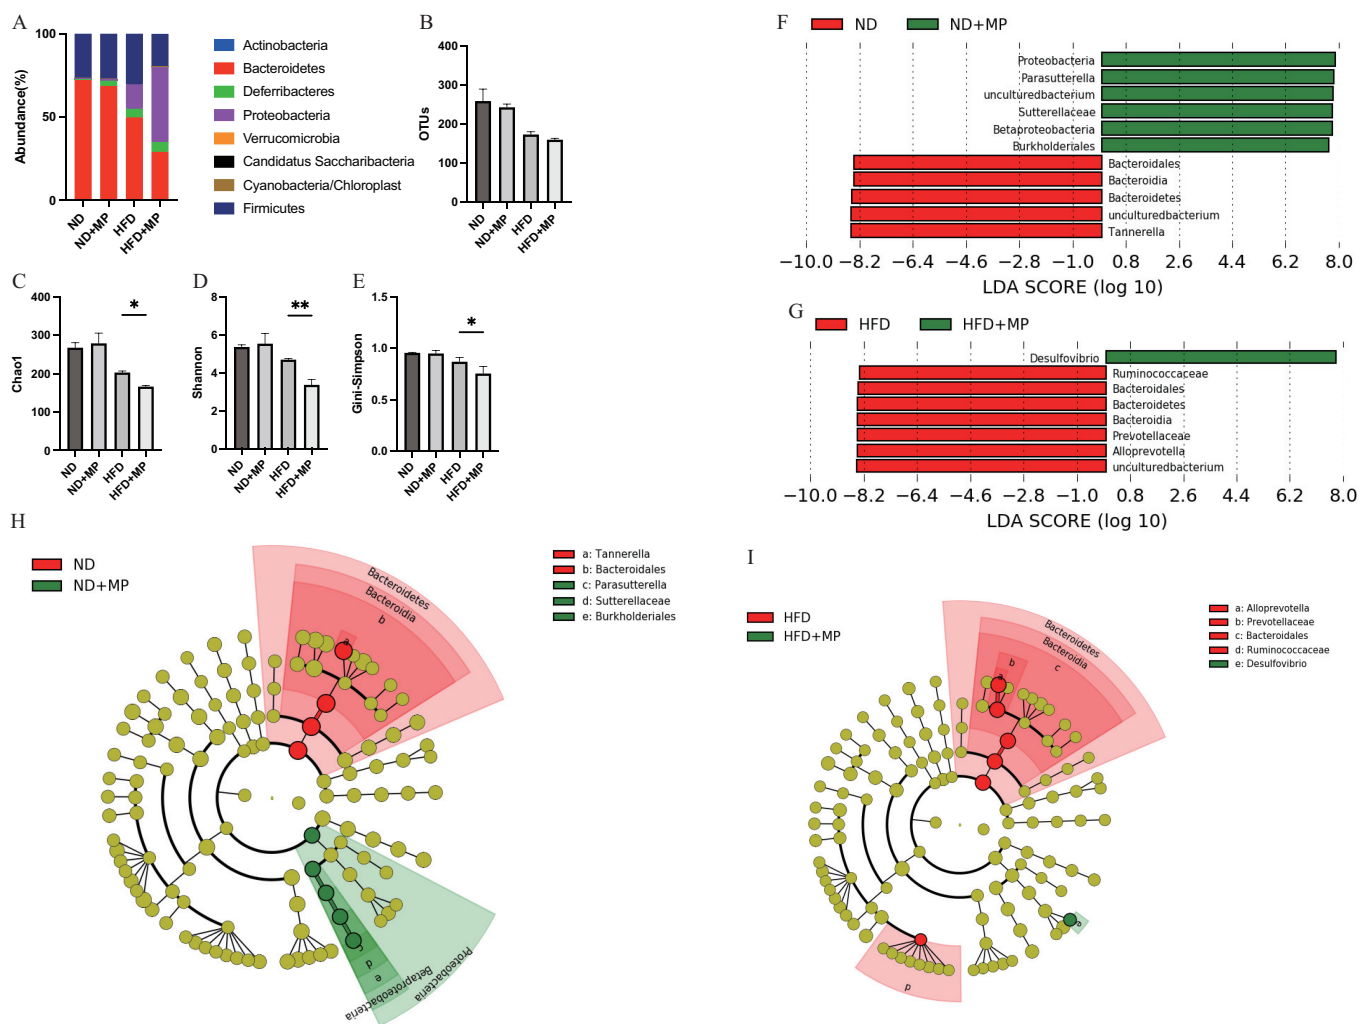 A
Abundance(%)
100
50
0
ND
ND+MP
HFD
HFD+MP
Actinobacteria
Bacteroidetes
Deferribacteres
Proteobacteria
Verrucomicrobia
Candidatus Saccharibacteria
Cyanobacteria/Chloroplast
Firmicutes
B
OTUs
400
300
200
100
0
ND
ND+MP
HFD
HFD+MP
C
Chao1
400
300
200
100
0
*
ND
ND+MP
HFD
HFD+MP
D
Shannon
8
6
4
2
0
**
ND
ND+MP
HFD
HFD+MP
E
Gini-Simpson
1.5
1.0
0.5
0.0
*
ND
ND+MP
HFD
HFD+MP
F
ND
ND+MP
Proteobacteria
Parasutterella
unculturedbacterium
Sutterellaceae
Betaproteobacteria
Burkholderiales
Bacteroidales
Bacteroidia
Bacteroidetes
unculturedbacterium
Tannerella
−10.0 −8.2 −6.4 −4.6 −2.8 −1.0 0.8 2.6 4.4 6.2 8.0
LDA SCORE (log 10)
G
HFD
HFD+MP
Desulfovibrio
Ruminococcaceae
Bacteroidales
Bacteroidetes
Bacteroidia
Prevotellaceae
Alloprevotella
unculturedbacterium
−10.0 −8.2 −6.4 −4.6 −2.8 −1.0 0.8 2.6 4.4 6.2 8.0
LDA SCORE (log 10)
H
ND
ND+MP
a: Tannerella
b: Bacteroidales
c: Parasutterella
d: Sutterellaceae
e: Burkholderiales
Bacteroidetes
Bacteroidia
b
a
c
d
e
Betaproteobacteria
Proteobacteria
I
HFD
HFD+MP
a: Alloprevotella
b: Prevotellaceae
c: Bacteroidales
d: Ruminococcaceae
e: Desulfovibrio
Bacteroidetes
Bacteroidia
b
c
a
e
d